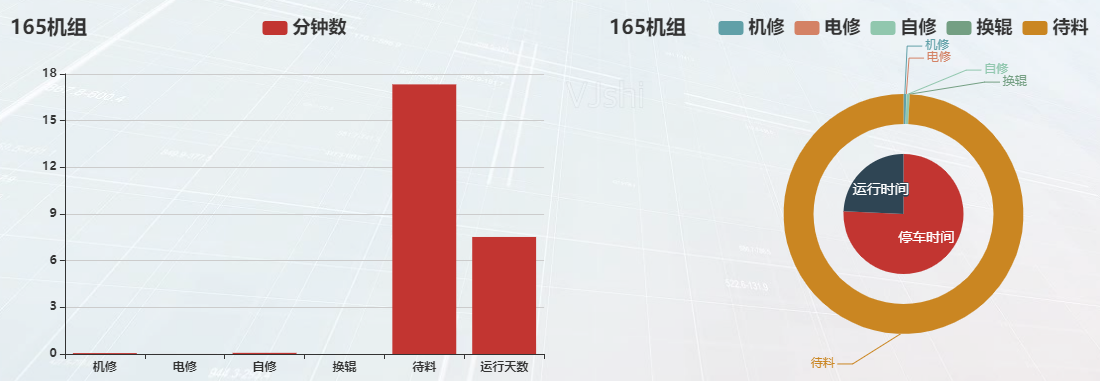 165机组
分钟数
18
15
12
9
6
3
0
机修 电修 自修 换辊 待料 运行天数
165机组
机修 电修 自修 换辊 待料
机修
电修
自修
换辊
运行时间
停车时间
待料
VJshi